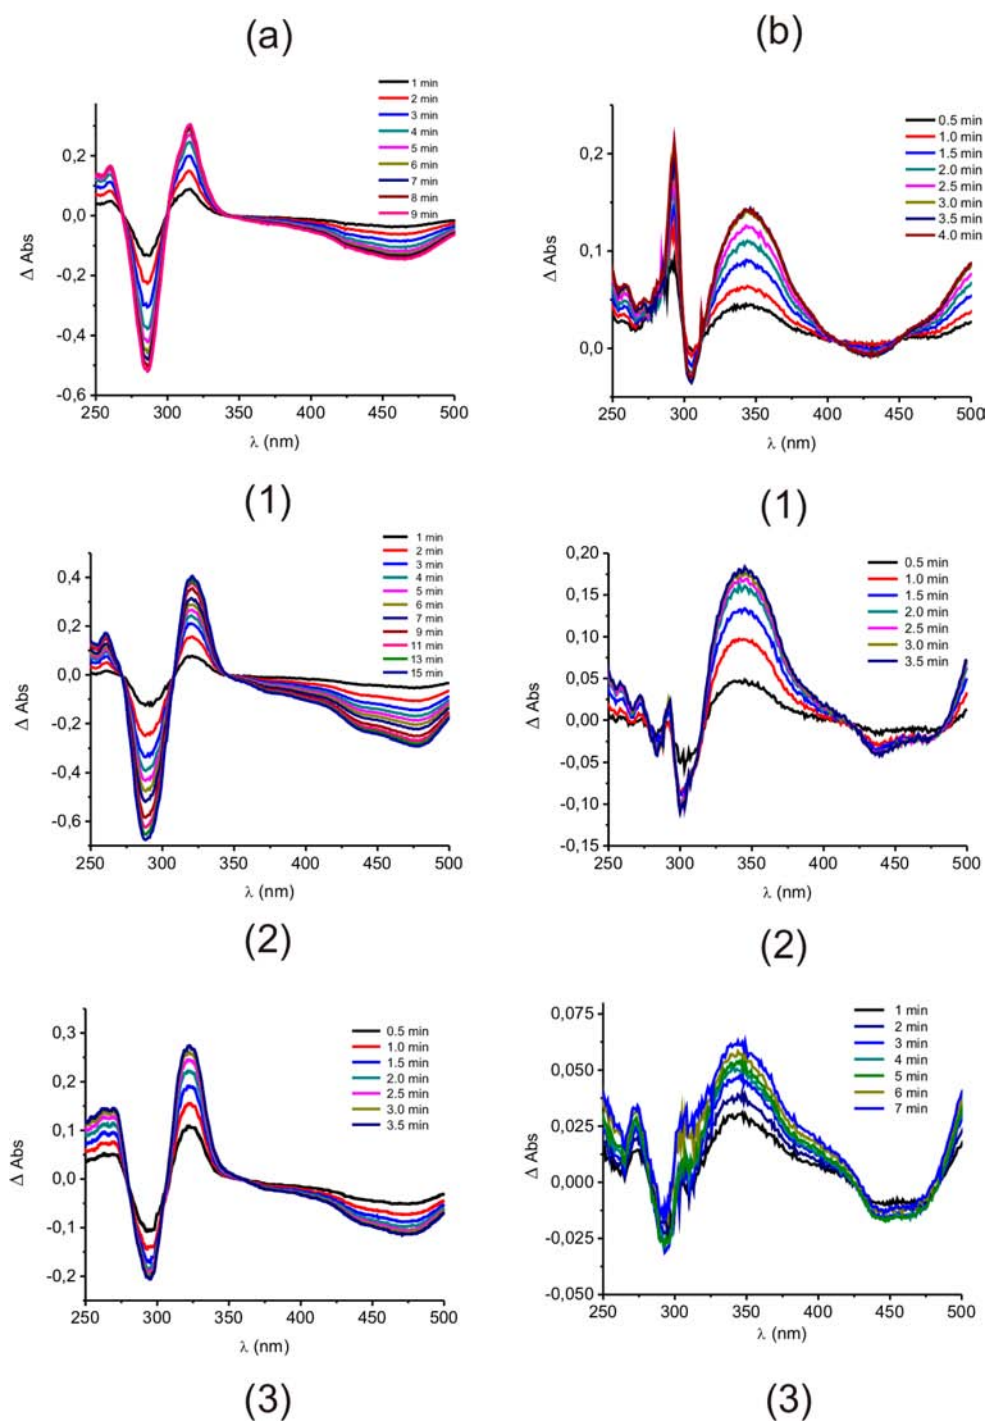 (a)
1 min
2 min
3 min
4 min
5 min
6 min
7 min
8 min
9 min
0,2
0,0
-0,2
-0,4
-0,6
Δ Abs
250 300 350 400 450 500
λ (nm)
(1)
(b)
0.5 min
1.0 min
1.5 min
2.0 min
2.5 min
3.0 min
3.5 min
4.0 min
0,2
0,1
0,0
Δ Abs
250 300 350 400 450 500
λ (nm)
(1)
1 min
2 min
3 min
4 min
5 min
6 min
7 min
9 min
11 min
13 min
15 min
0,4
0,2
0,0
-0,2
-0,4
-0,6
Δ Abs
250 300 350 400 450 500
λ (nm)
(2)
0.5 min
1.0 min
1.5 min
2.0 min
2.5 min
3.0 min
3.5 min
0,20
0,15
0,10
0,05
0,00
-0,05
-0,10
-0,15
Δ Abs
250 300 350 400 450 500
λ (nm)
(2)
0.5 min
1.0 min
1.5 min
2.0 min
2.5 min
3.0 min
3.5 min
0,3
0,2
0,1
0,0
-0,1
-0,2
Δ Abs
250 300 350 400 450 500
λ (nm)
(3)
1 min
2 min
3 min
4 min
5 min
6 min
7 min
0,075
0,050
0,025
0,000
-0,025
-0,050
Δ Abs
250 300 350 400 450 500
λ (nm)
(3)